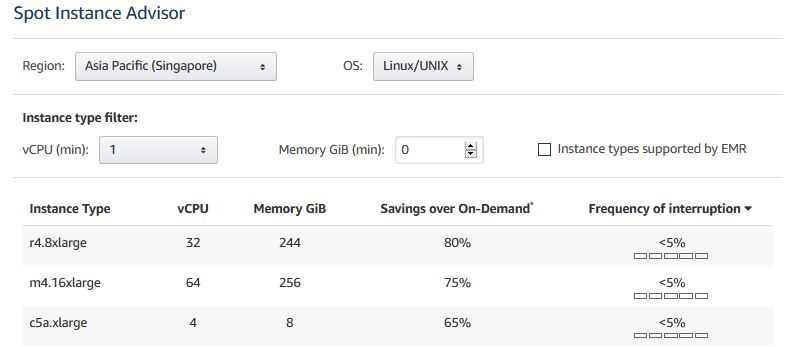 Spot Instance Advisor
Region: Asia Pacific (Singapore) OS: Linux/UNIX
Instance type filter:
vCPU (min): 1 Memory GiB (min): 0 Instance types supported by EMR
Instance Type vCPU Memory GiB Savings over On-Demand* Frequency of interruption
r4.8xlarge 32 244 80% <5%
m4.16xlarge 64 256 75% <5%
c5a.xlarge 4 8 65% <5%